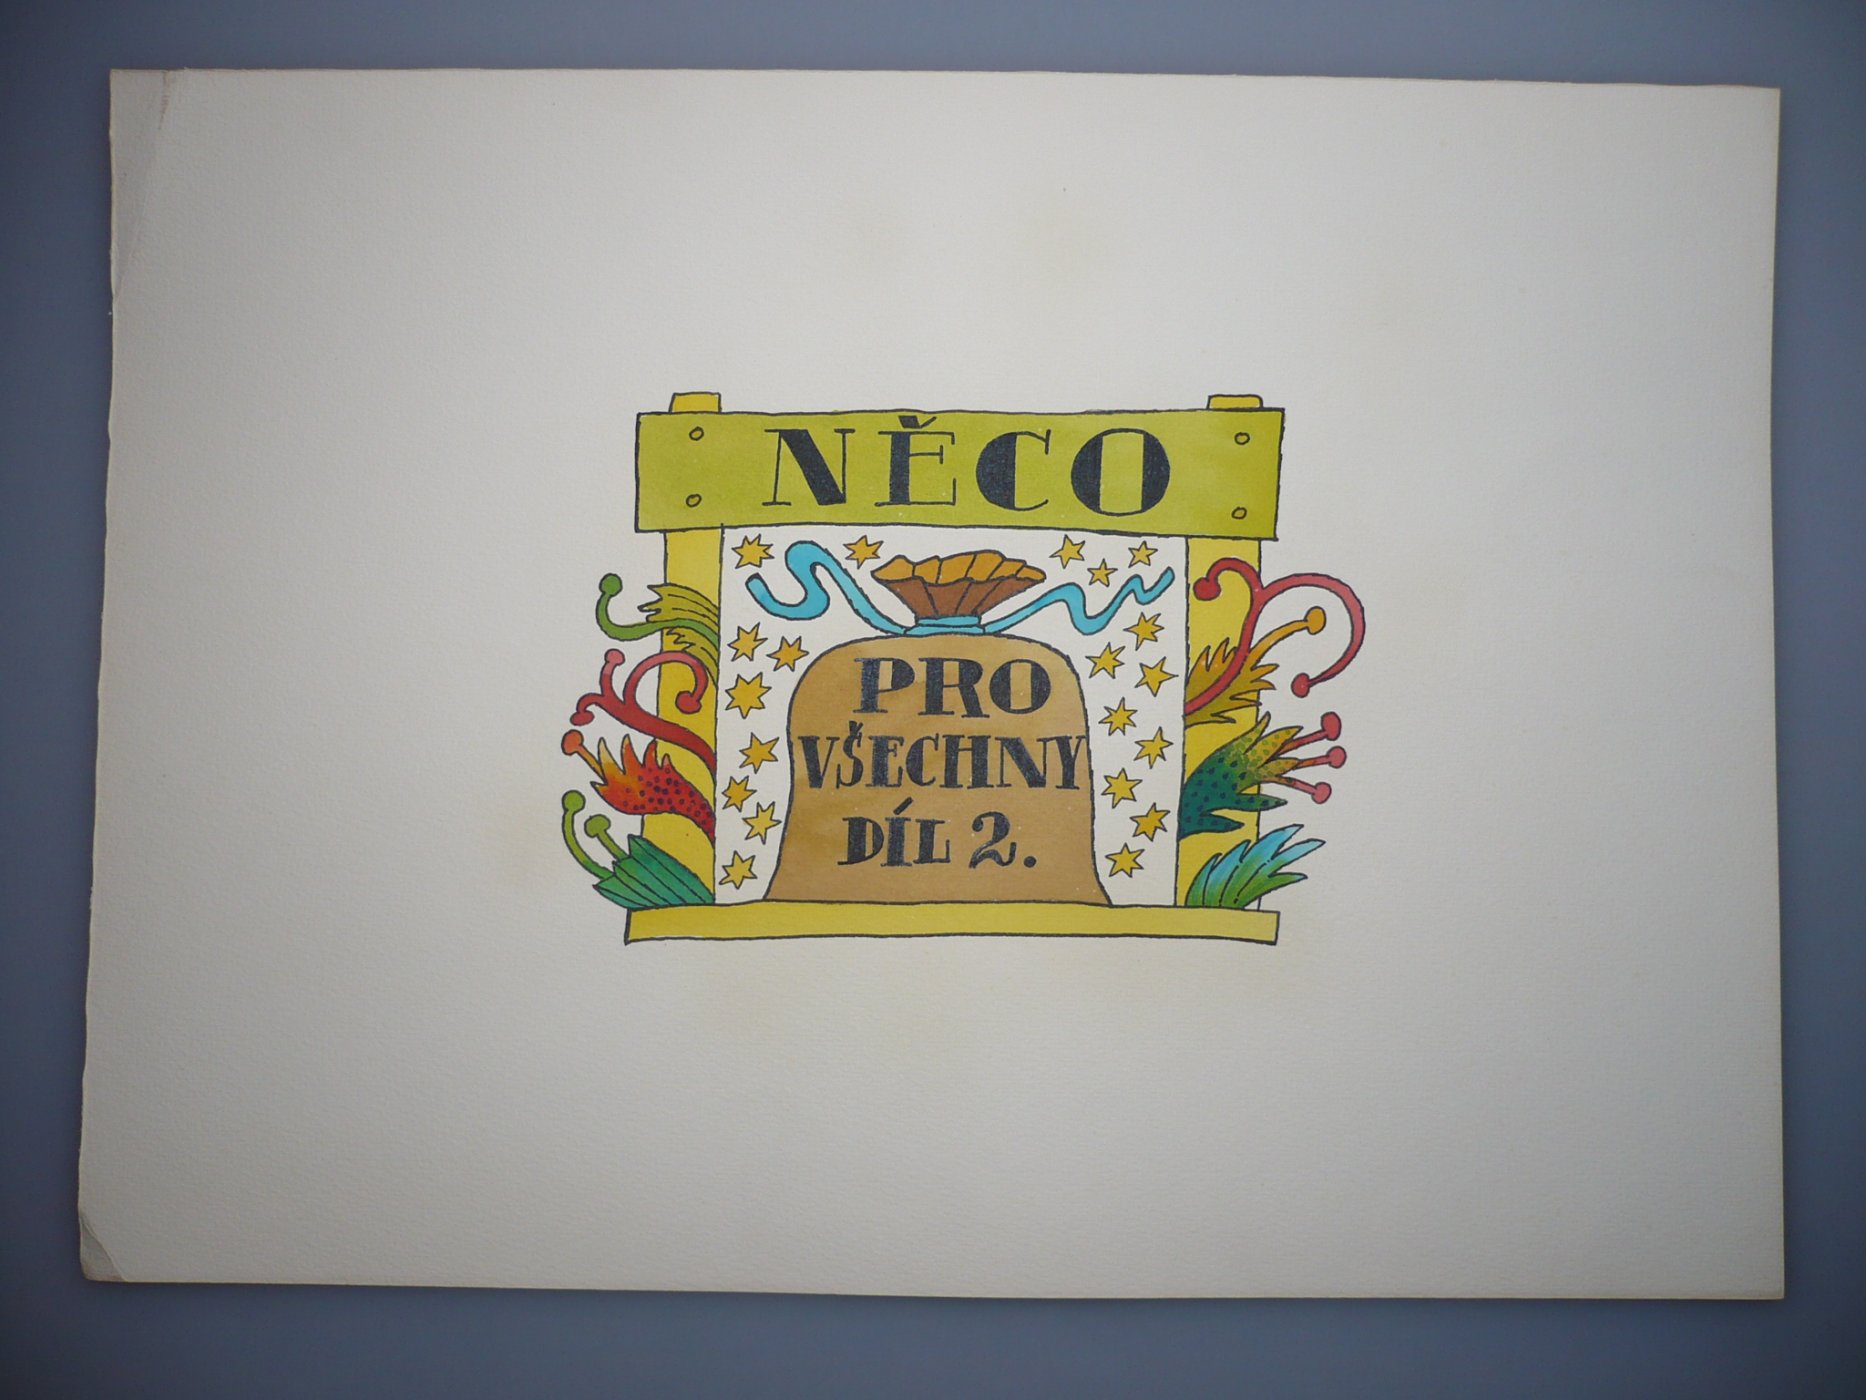 NĚCO
PRO
VŠECHNY
DÍL 2.